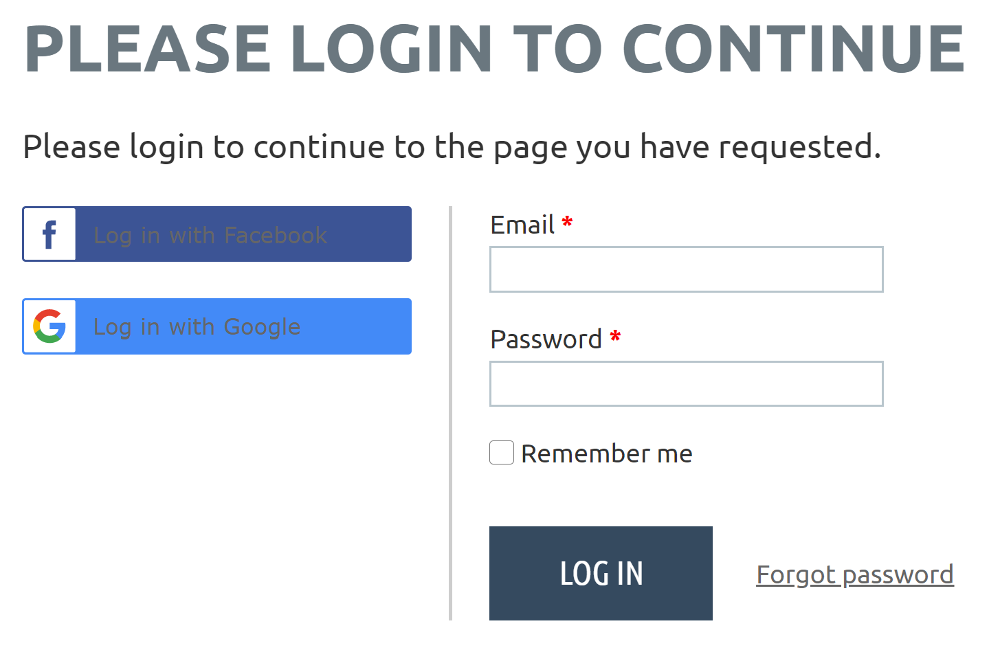 PLEASE LOGIN TO CONTINUE
Please login to continue to the page you have requested.
Log in with Facebook
Log in with Google
Email *
Password *
Remember me
LOG IN
Forgot password